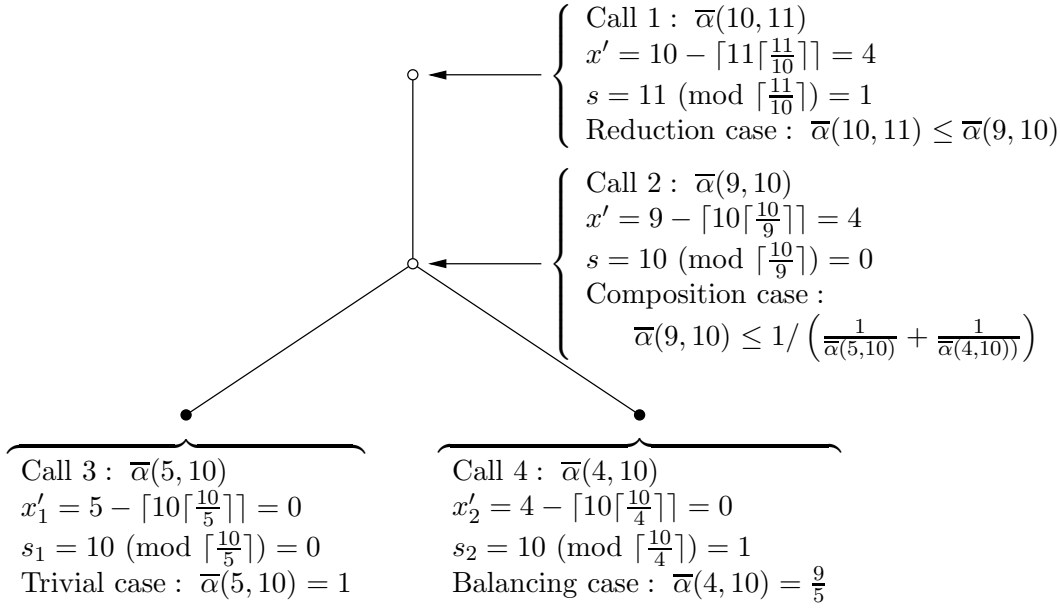 Call 1 : α̅(10, 11)
x′ = 10 − ⌈11⌈11/10⌉⌉ = 4
s = 11 (mod ⌈11/10⌉) = 1
Reduction case : α̅(10, 11) ≤ α̅(9, 10)
Call 2 : α̅(9, 10)
x′ = 9 − ⌈10⌈10/9⌉⌉ = 4
s = 10 (mod ⌈10/9⌉) = 0
Composition case :
α̅(9, 10) ≤ 1/ (1/α̅(5,10) + 1/α̅(4,10)))
Call 3 : α̅(5, 10)
x′₁ = 5 − ⌈10⌈10/5⌉⌉ = 0
s₁ = 10 (mod ⌈10/5⌉) = 0
Trivial case : α̅(5, 10) = 1
Call 4 : α̅(4, 10)
x′₂ = 4 − ⌈10⌈10/4⌉⌉ = 0
s₂ = 10 (mod ⌈10/4⌉) = 1
Balancing case : α̅(4, 10) = 9/5